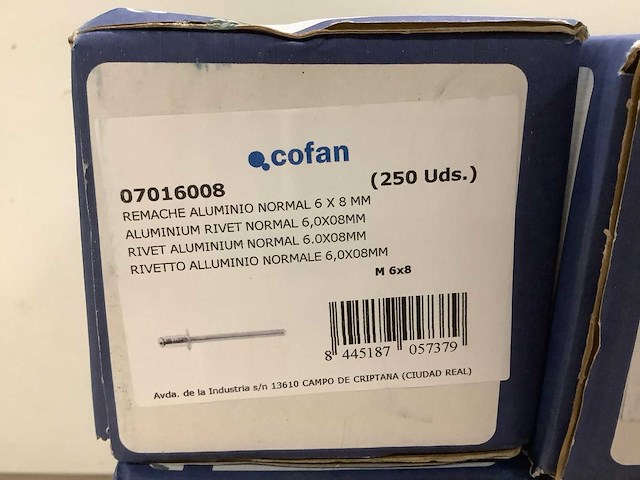 cofan
07016008 (250 Uds.)
REMACHE ALUMINIO NORMAL 6 X 8 MM
ALUMINIUM RIVET NORMAL 6,0X08MM
RIVET ALUMINIUM NORMAL 6.0X08MM
RIVETTO ALLUMINIO NORMALE 6,0X08MM
M 6x8
8 445187 057379
Avda. de la Industria s/n 13610 CAMPO DE CRIPTANA (CIUDAD REAL)